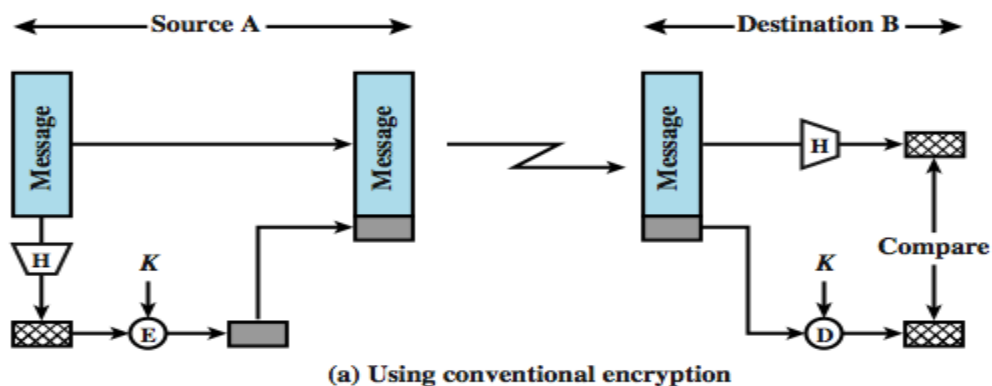 Source A
Destination B
Message
Message
Message
H
H
K
E
K
D
Compare
(a) Using conventional encryption